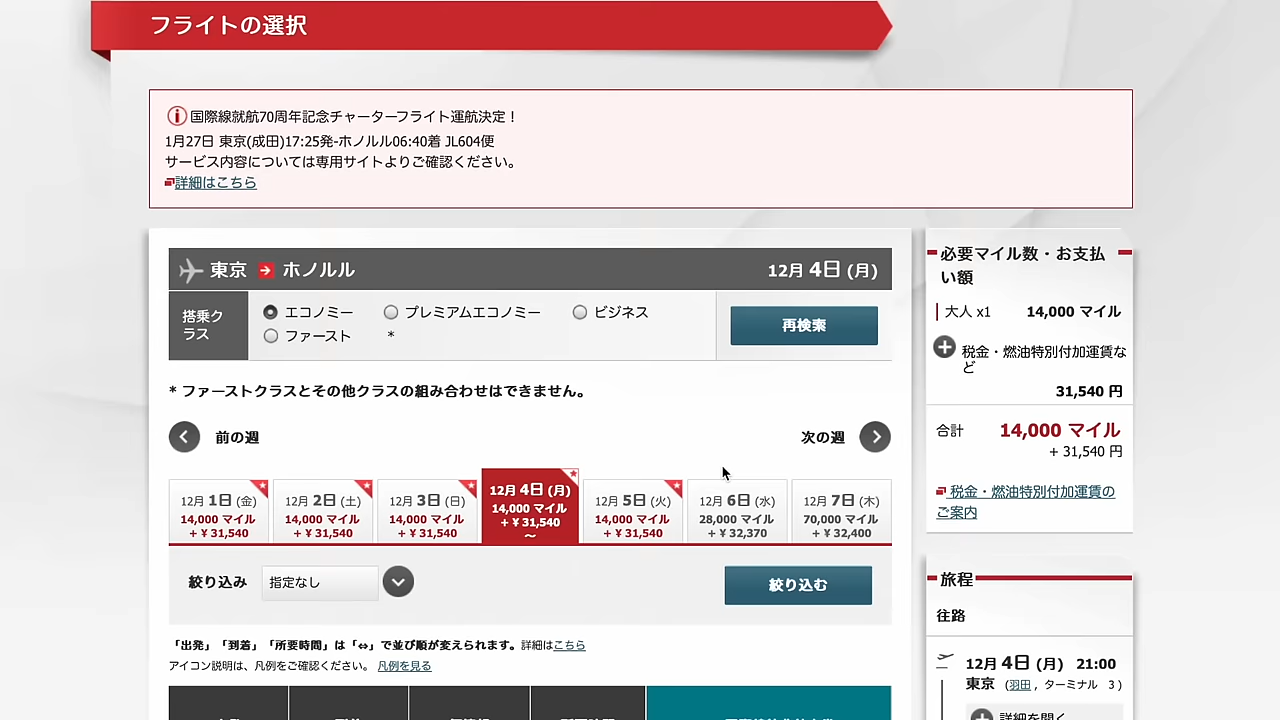 フライトの選択
国際線就航70周年記念チャーターフライト運航決定！
1月27日 東京(成田)17:25発-ホノルル06:40着 JL604便
サービス内容については専用サイトよりご確認ください。
詳細はこちら
東京 ホノルル 12月 4日 (月)
搭乗クラス
エコノミー プレミアムエコノミー ビジネス
ファースト *
再検索
* ファーストクラスとその他クラスの組み合わせはできません。
前の週 次の週
12月 1日 (金) 12月 2日 (土) 12月 3日 (日) 12月 4日 (月) 12月 5日 (火) 12月 6日 (水) 12月 7日 (木)
14,000 マイル 14,000 マイル 14,000 マイル 14,000 マイル 14,000 マイル 28,000 マイル 70,000 マイル
+ ¥ 31,540 + ¥ 31,540 + ¥ 31,540 + ¥ 31,540 + ¥ 31,540 + ¥ 32,370 + ¥ 32,400
～
絞り込み 指定なし 絞り込む
「出発」「到着」「所要時間」は「⇔」で並び順が変えられます。詳細はこちら
アイコン説明は、凡例をご確認ください。 凡例を見る
必要マイル数・お支払
い額
大人 x1 14,000 マイル
税金・燃油特別付加運賃な
ど
31,540 円
合計 14,000 マイル
+ 31,540 円
税金・燃油特別付加運賃の
ご案内
旅程
往路
12月 4日 (月) 21:00
東京 (羽田 , ターミナル 3 )
詳細を開く